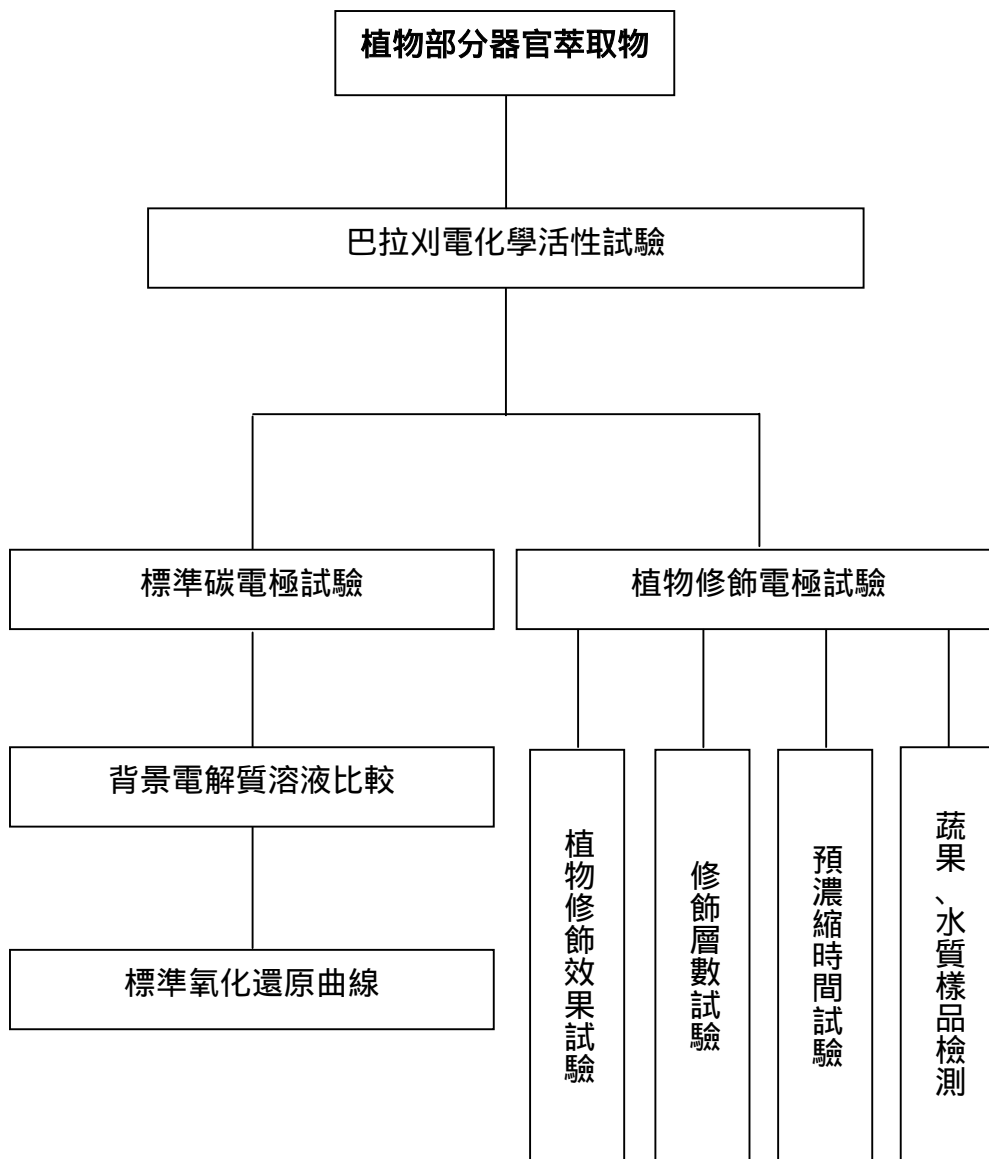 植物部分器官萃取物
巴拉刈電化學活性試驗
標準碳電極試驗
植物修飾電極試驗
背景電解質溶液比較
標準氧化還原曲線
植物修飾效果試驗
修飾層數試驗
預濃縮時間試驗
蔬果、水質樣品檢測